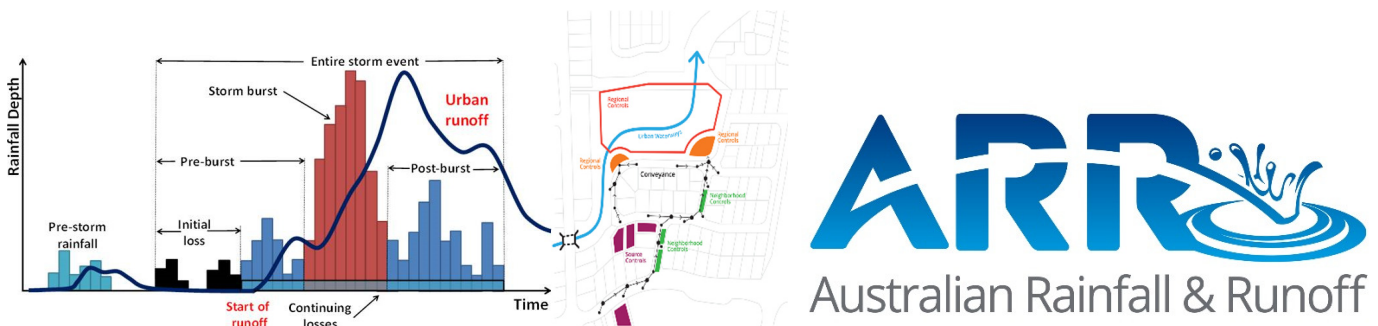 Rainfall Depth
Entire storm event
Storm burst
Urban
runoff
Pre-burst
Post-burst
Pre-storm
rainfall
Initial
loss
Start of
runoff
Continuing
losses
Time
Regional
Controls
Urban Waterway
Regional
Controls
Regional
Controls
Conveyance
Neighborhood
Controls
Neighborhood
Controls
Source
Controls
ARR
Australian Rainfall & Runoff